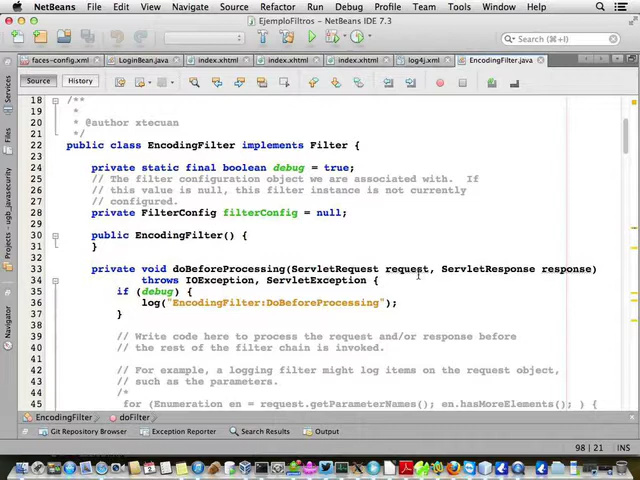 NetBeans File Edit View Navigate Source Refactor Run Debug Profile Team Tools Window Help
EjemploFiltros – NetBeans IDE 7.3
Search (⌘+I)
faces-config.xml LoginBean.java index.xhtml index.xhtml index.xhtml log4j.xml EncodingFilter.java
Source History
18 /**
19 *
20 * @author xtecuan
21 */
22 public class EncodingFilter implements Filter {
23
24 private static final boolean debug = true;
25 // The filter configuration object we are associated with. If
26 // this value is null, this filter instance is not currently
27 // configured.
28 private FilterConfig filterConfig = null;
29
30 public EncodingFilter() {
31 }
32
33 private void doBeforeProcessing(ServletRequest request, ServletResponse response)
34 throws IOException, ServletException {
35 if (debug) {
36 log("EncodingFilter:DoBeforeProcessing");
37 }
38
39 // Write code here to process the request and/or response before
40 // the rest of the filter chain is invoked.
41
42 // For example, a logging filter might log items on the request object,
43 // such as the parameters.
44 /*
45 for (Enumeration en = request.getParameterNames(); en.hasMoreElements(); ) {
Services
Files
ugb_javasecurity
Projects
Navigator
EncodingFilter doFilter
Git Repository Browser Exception Reporter Search Results Output
98 | 21 INS